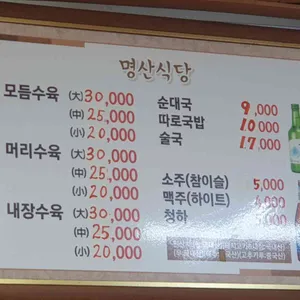 명산식당
모듬수육 (大)30,000
(中)25,000
(小)20,000
머리수육 (大)30,000
(中)25,000
(小)20,000
내장수육 (大)30,000
(中)25,000
(小)20,000
순대국 9,000
따로국밥 10000
술국 17,000
소주(참이슬) 5,000
맥주(하이트)
청하